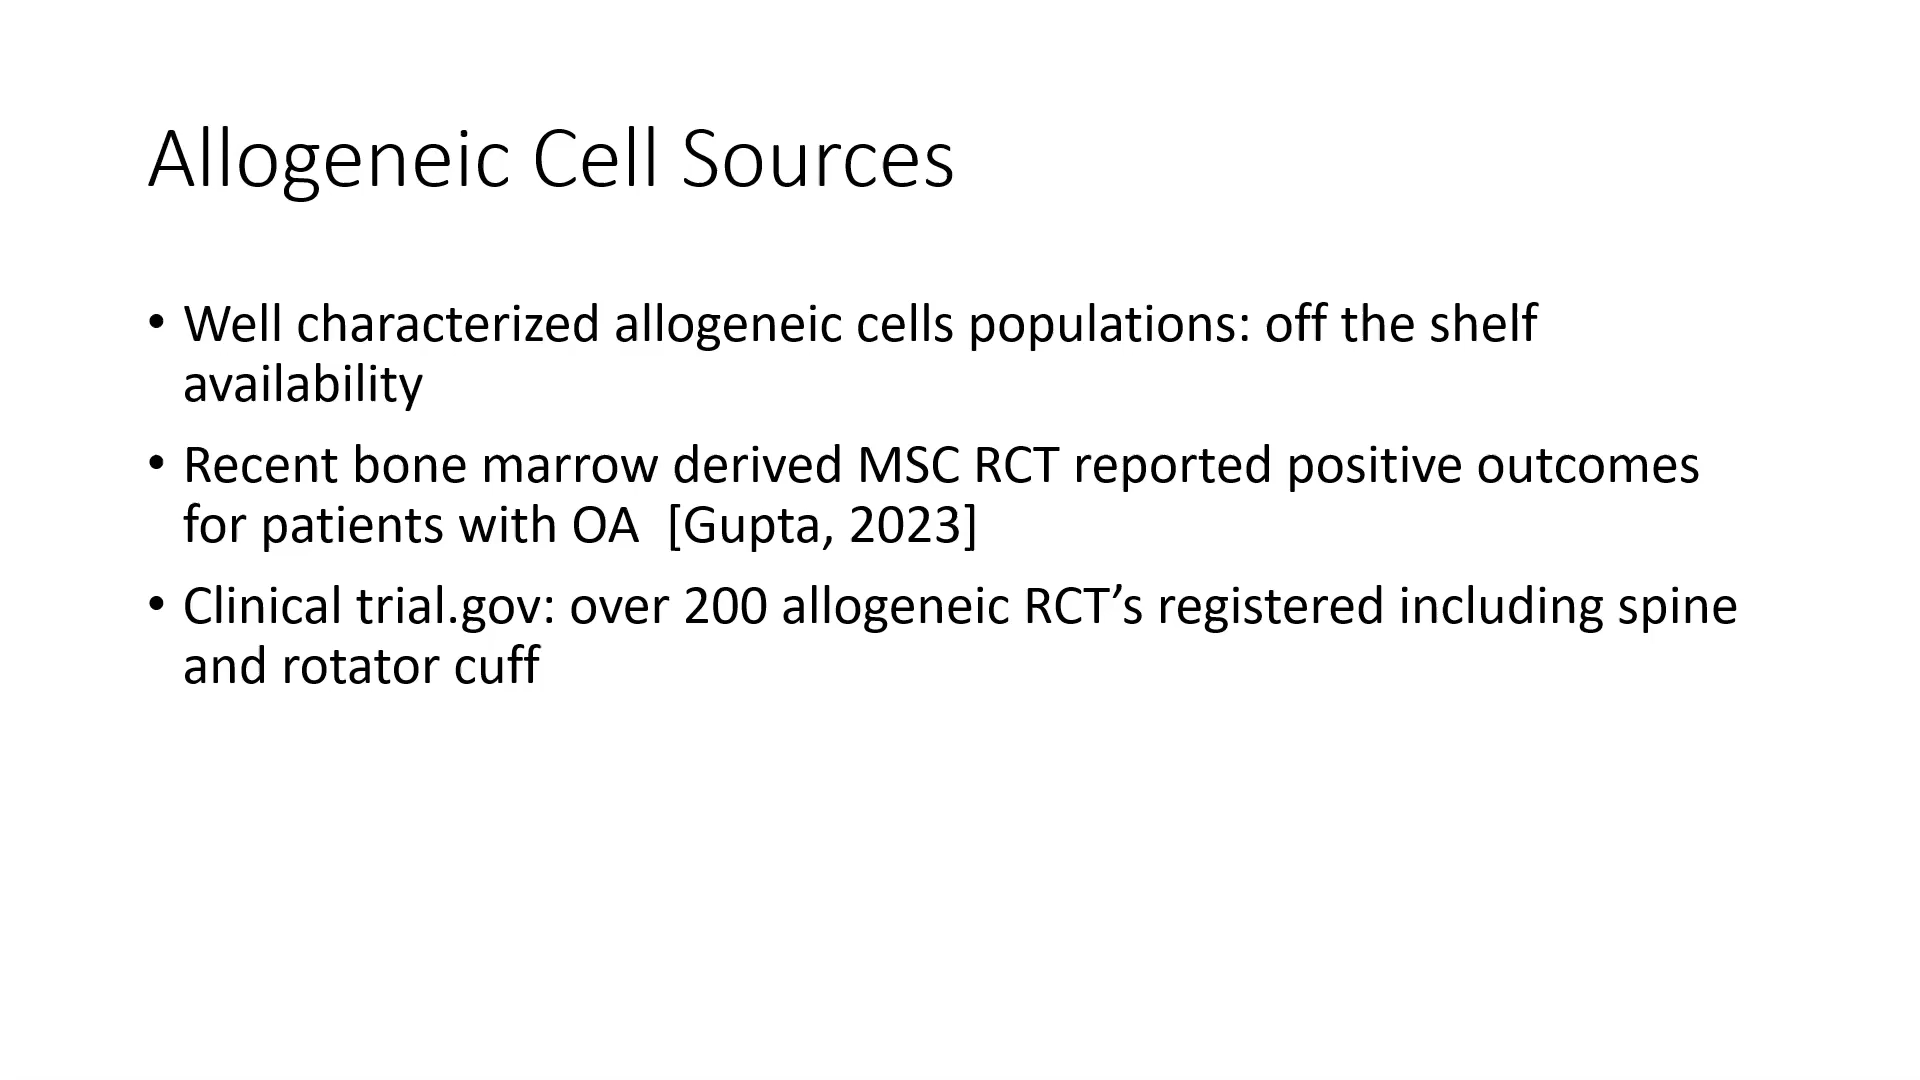 Allogeneic Cell Sources
• Well characterized allogeneic cells populations: off the shelf
availability
• Recent bone marrow derived MSC RCT reported positive outcomes
for patients with OA  [Gupta, 2023]
• Clinical trial.gov: over 200 allogeneic RCT’s registered including spine
and rotator cuff